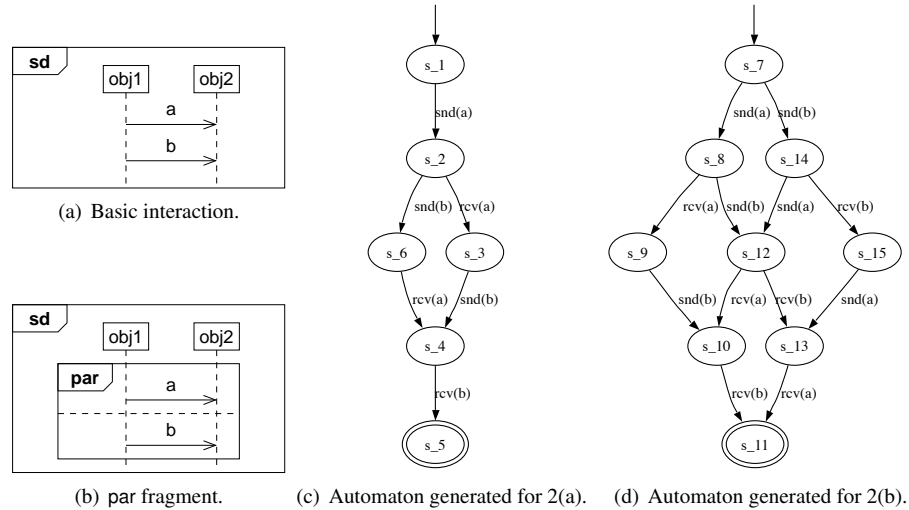 sd
obj1 obj2
a
b
(a) Basic interaction.
sd
obj1 obj2
par
a
b
(b) par fragment.
s_1
snd(a)
s_2
snd(b) rcv(a)
s_6 s_3
rcv(a) snd(b)
s_4
rcv(b)
s_5
(c) Automaton generated for 2(a).
s_7
snd(a) snd(b)
s_8 s_14
rcv(a) snd(b) snd(a) rcv(b)
s_9 s_12 s_15
snd(b) rcv(a) rcv(b) snd(a)
s_10 s_13
rcv(b) rcv(a)
s_11
(d) Automaton generated for 2(b).